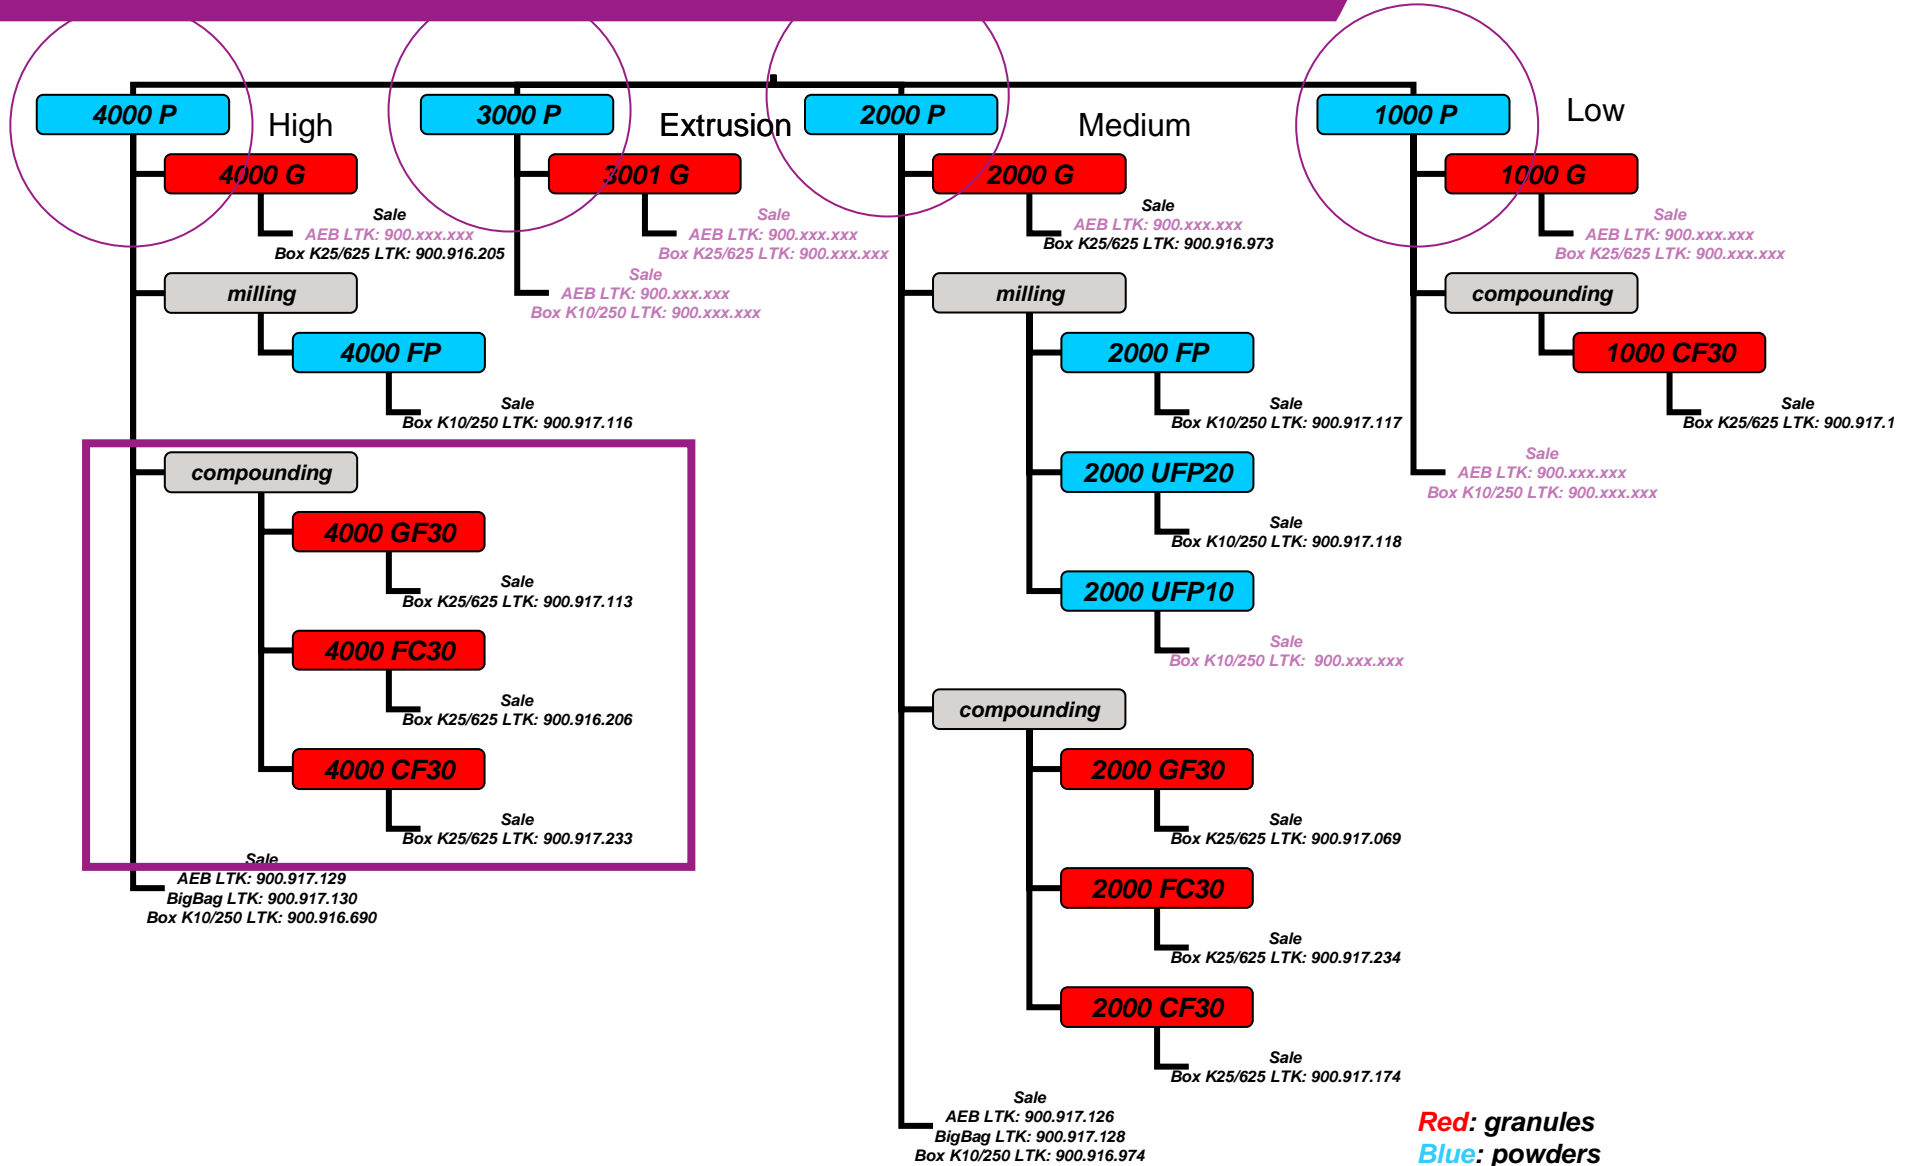 4000 P
High
4000 G
Sale
AEB LTK: 900.xxx.xxx
Box K25/625 LTK: 900.916.205
milling
4000 FP
Sale
Box K10/250 LTK: 900.917.116
compounding
4000 GF30
Sale
Box K25/625 LTK: 900.917.113
4000 FC30
Sale
Box K25/625 LTK: 900.916.206
4000 CF30
Sale
Box K25/625 LTK: 900.917.233
Sale
AEB LTK: 900.917.129
BigBag LTK: 900.917.130
Box K10/250 LTK: 900.916.690
3000 P
Extrusion
3001 G
Sale
AEB LTK: 900.xxx.xxx
Box K25/625 LTK: 900.xxx.xxx
Sale
AEB LTK: 900.xxx.xxx
Box K10/250 LTK: 900.xxx.xxx
2000 P
Medium
2000 G
Sale
AEB LTK: 900.xxx.xxx
Box K25/625 LTK: 900.916.973
milling
2000 FP
Sale
Box K10/250 LTK: 900.917.117
2000 UFP20
Sale
Box K10/250 LTK: 900.917.118
2000 UFP10
Sale
Box K10/250 LTK: 900.xxx.xxx
compounding
2000 GF30
Sale
Box K25/625 LTK: 900.917.069
2000 FC30
Sale
Box K25/625 LTK: 900.917.234
2000 CF30
Sale
Box K25/625 LTK: 900.917.174
Sale
AEB LTK: 900.917.126
BigBag LTK: 900.917.128
Box K10/250 LTK: 900.916.974
1000 P
Low
1000 G
Sale
AEB LTK: 900.xxx.xxx
Box K25/625 LTK: 900.xxx.xxx
compounding
1000 CF30
Sale
Box K25/625 LTK: 900.917.1
Sale
AEB LTK: 900.xxx.xxx
Box K10/250 LTK: 900.xxx.xxx
Red: granules
Blue: powders